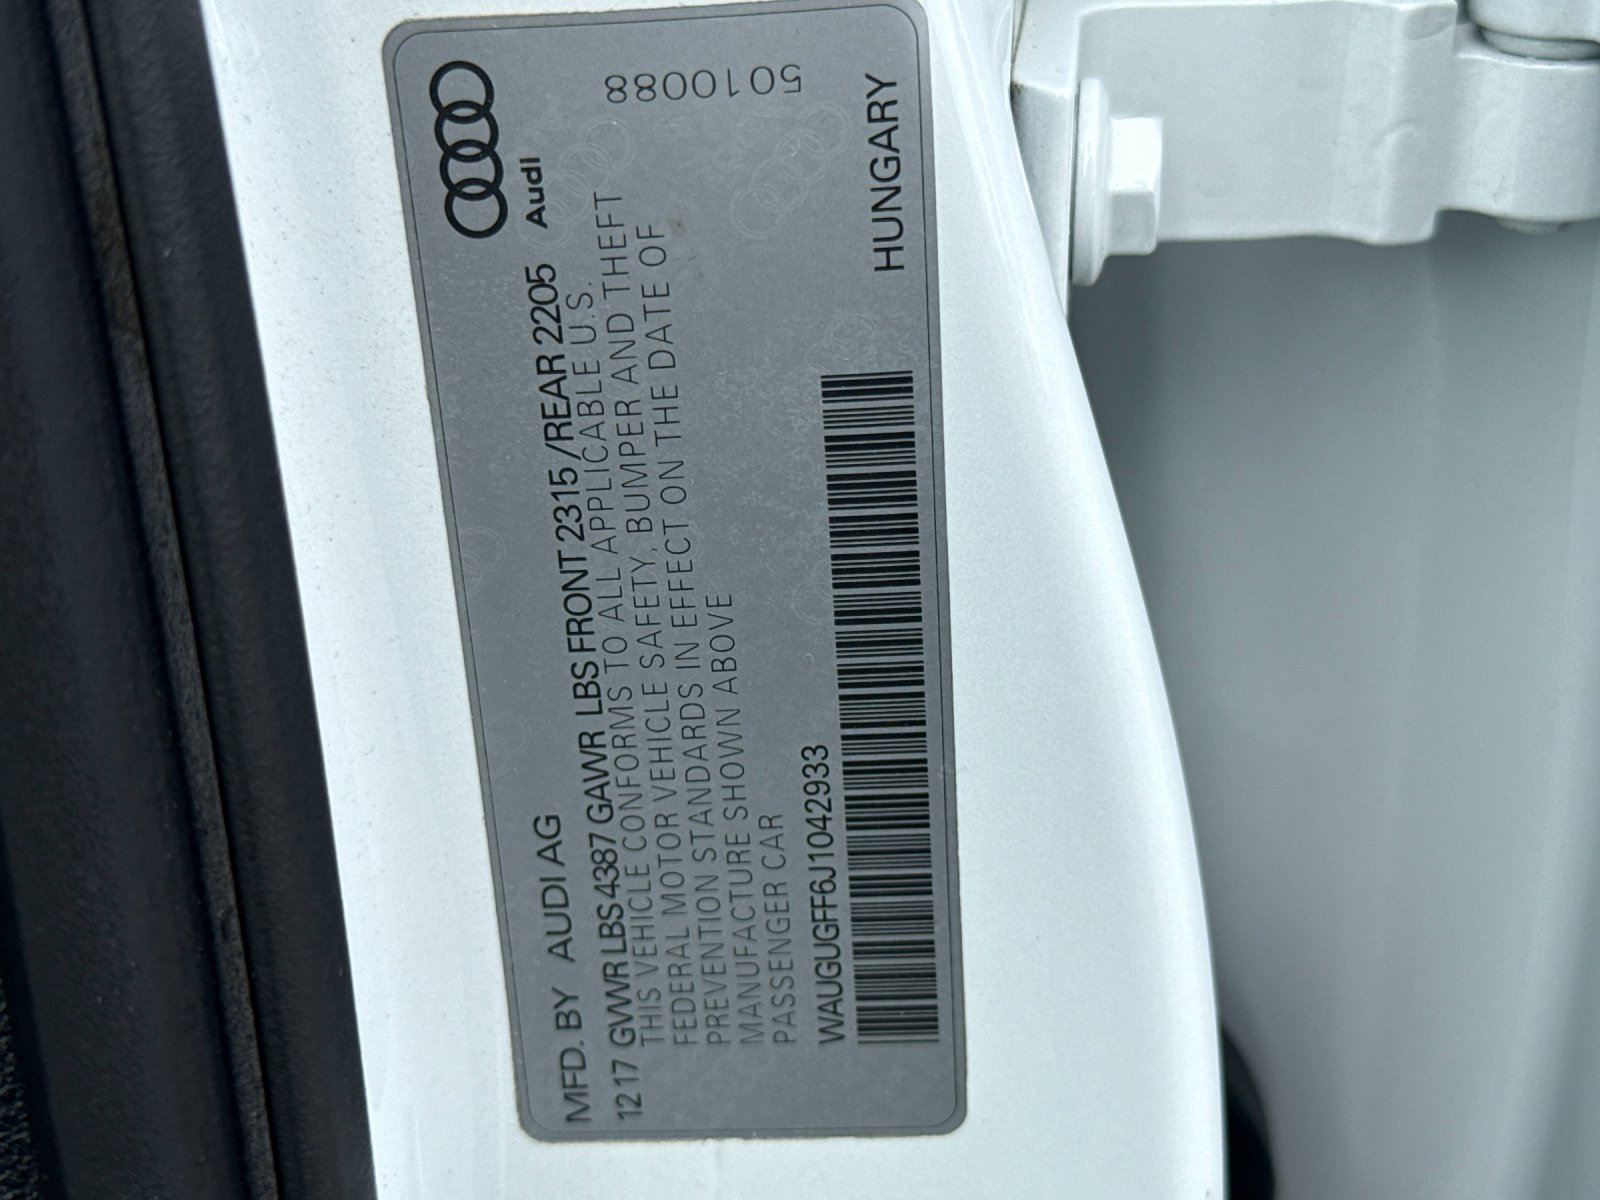 Audi
MFD. BY AUDI AG
12 17 GVWR LBS 4387 GAWR LBS FRONT 2315 /REAR 2205
THIS VEHICLE CONFORMS TO ALL APPLICABLE U.S.
FEDERAL MOTOR VEHICLE SAFETY, BUMPER AND THEFT
PREVENTION STANDARDS IN EFFECT ON THE DATE OF
MANUFACTURE SHOWN ABOVE
PASSENGER CAR
WAUGUGFF6J1042933
HUNGARY
5010088